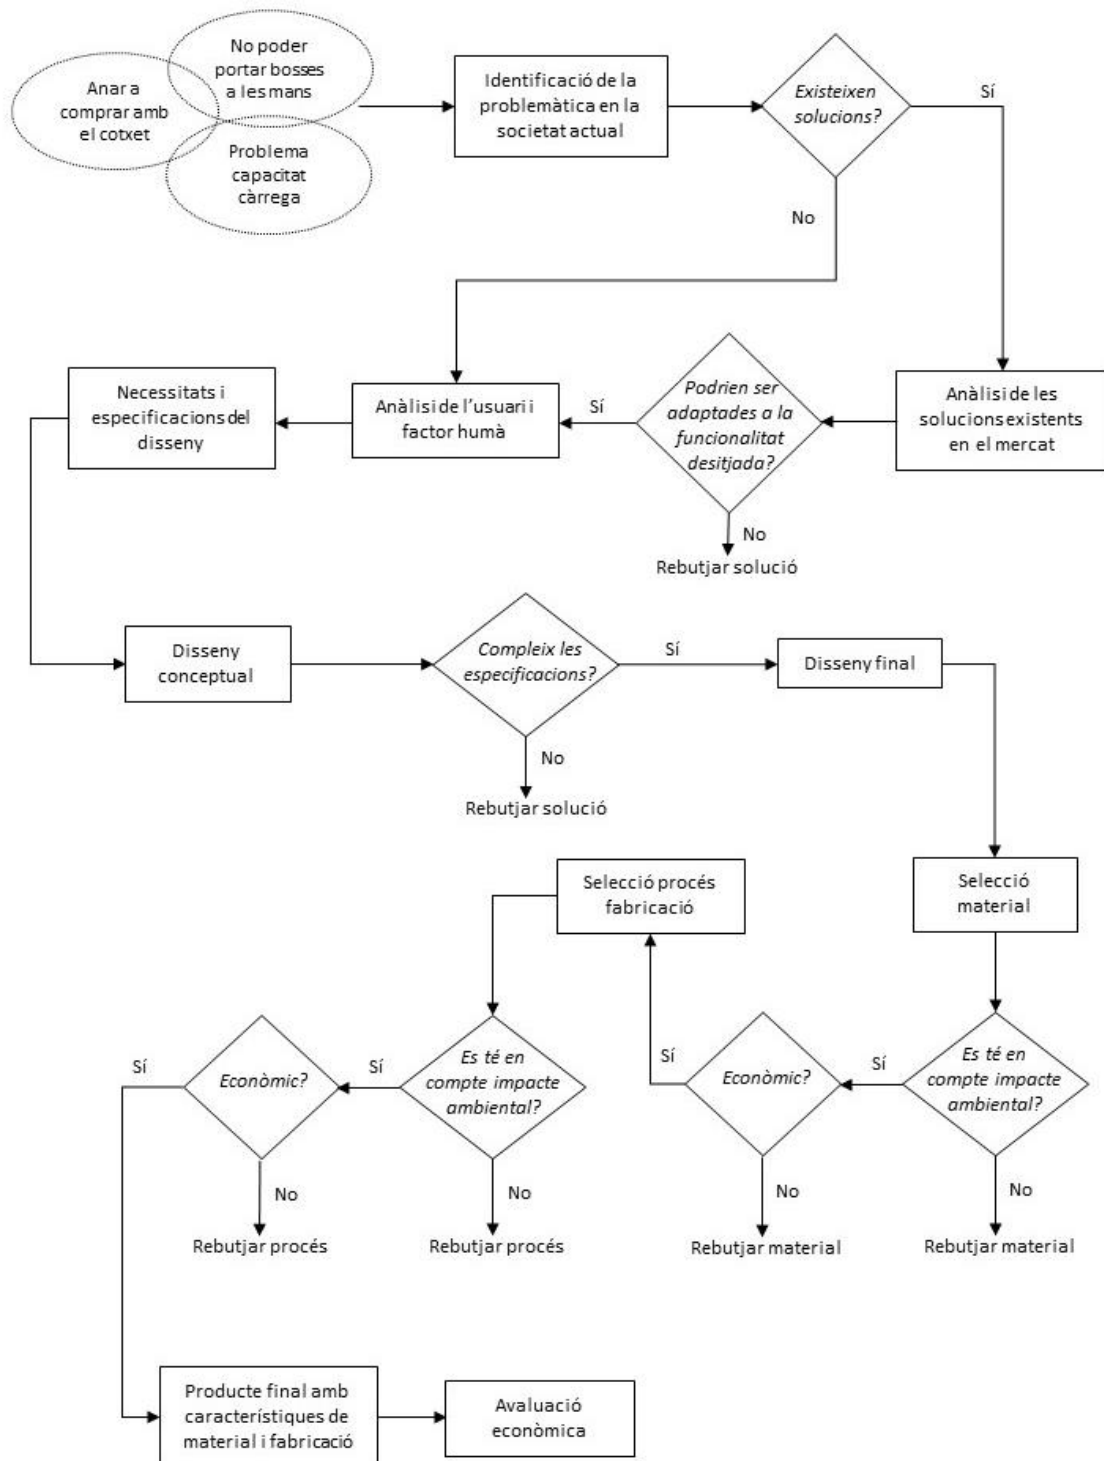 No poder
portar bosses
a les mans
Anar a
comprar amb
el cotxet
Problema
capacitat
càrrega
Identificació de la
problemàtica en la
societat actual
Existeixen
solucions?
Sí
No
Necessitats i
especificacions del
disseny
Anàlisi de l'usuari i
factor humà
Sí
Podrien ser
adaptades a la
funcionalitat
desitjada?
Anàlisi de les
solucions existents
en el mercat
No
Rebutjar solució
Disseny
conceptual
Compleix les
especificacions?
Sí
Disseny final
No
Rebutjar solució
Selecció procés
fabricació
Selecció
material
Sí
Econòmic?
Sí
Es té en
compte impacte
ambiental?
Sí
Econòmic?
Sí
Es té en
compte impacte
ambiental?
No
No
No
No
Rebutjar procés
Rebutjar procés
Rebutjar material
Rebutjar material
Producte final amb
característiques de
material i fabricació
Avaluació
econòmica